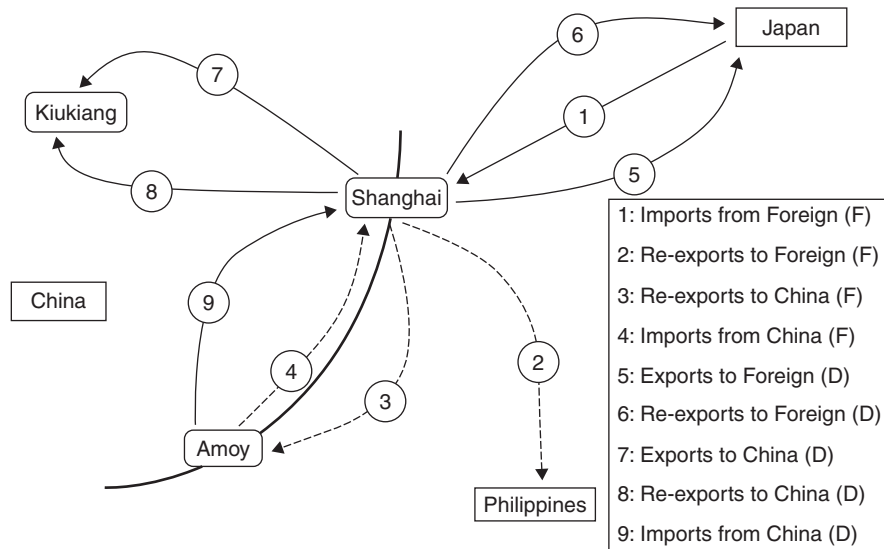 6
Japan
7
Kiukiang
1
8
Shanghai
5
1: Imports from Foreign (F)
2: Re-exports to Foreign (F)
3: Re-exports to China (F)
4: Imports from China (F)
5: Exports to Foreign (D)
6: Re-exports to Foreign (D)
7: Exports to China (D)
8: Re-exports to China (D)
9: Imports from China (D)
China
9
4
2
3
Amoy
Philippines